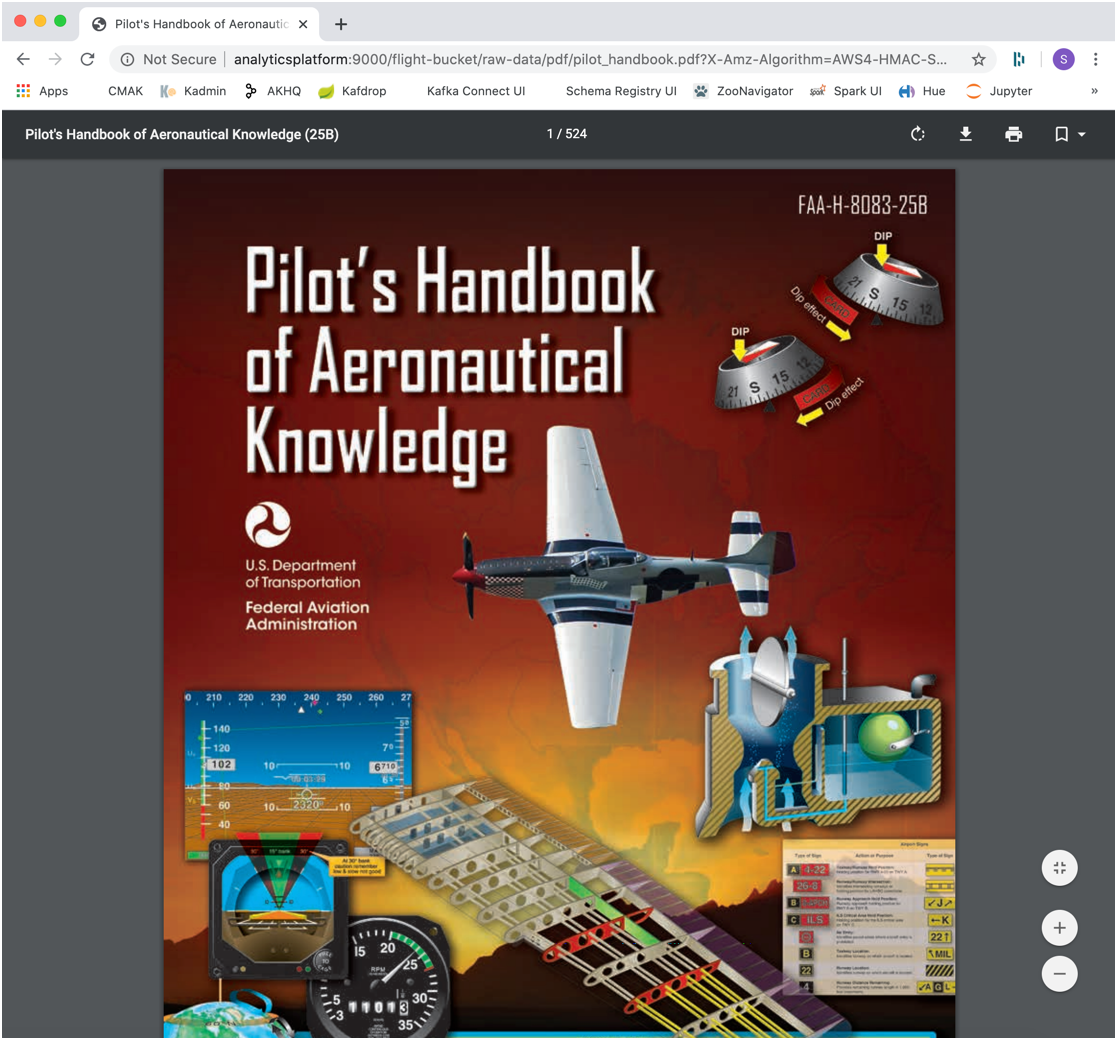 Pilot's Handbook of Aeronautic
Not Secure | analyticsplatform:9000/flight-bucket/raw-data/pdf/pilot_handbook.pdf?X-Amz-Algorithm=AWS4-HMAC-S...
S
Apps CMAK Kadmin AKHQ Kafdrop Kafka Connect UI Schema Registry UI ZooNavigator Spark UI Hue Jupyter »
Pilot's Handbook of Aeronautical Knowledge (25B) 1 / 524
FAA-H-8083-25B
Pilot's Handbook
of Aeronautical
Knowledge
DIP
21 S 15 12
CARD
Dip effect
DIP
21 S 15 12
CARD
Dip effect
U.S. Department
of Transportation
Federal Aviation
Administration
0 210 220 230 240 250 260 27
140
120
102
80
60
40
10 10
10 10
2320
7
6710
6
At 30° bank
caution remember
low & slow not good
15 20 25 30 35
RPM
Airport Signs
Type of Sign Action or Purpose Type of Sign
A 4-22
26-8
B
J
C ILS
K
22↑
B
MIL
22
4
A G L